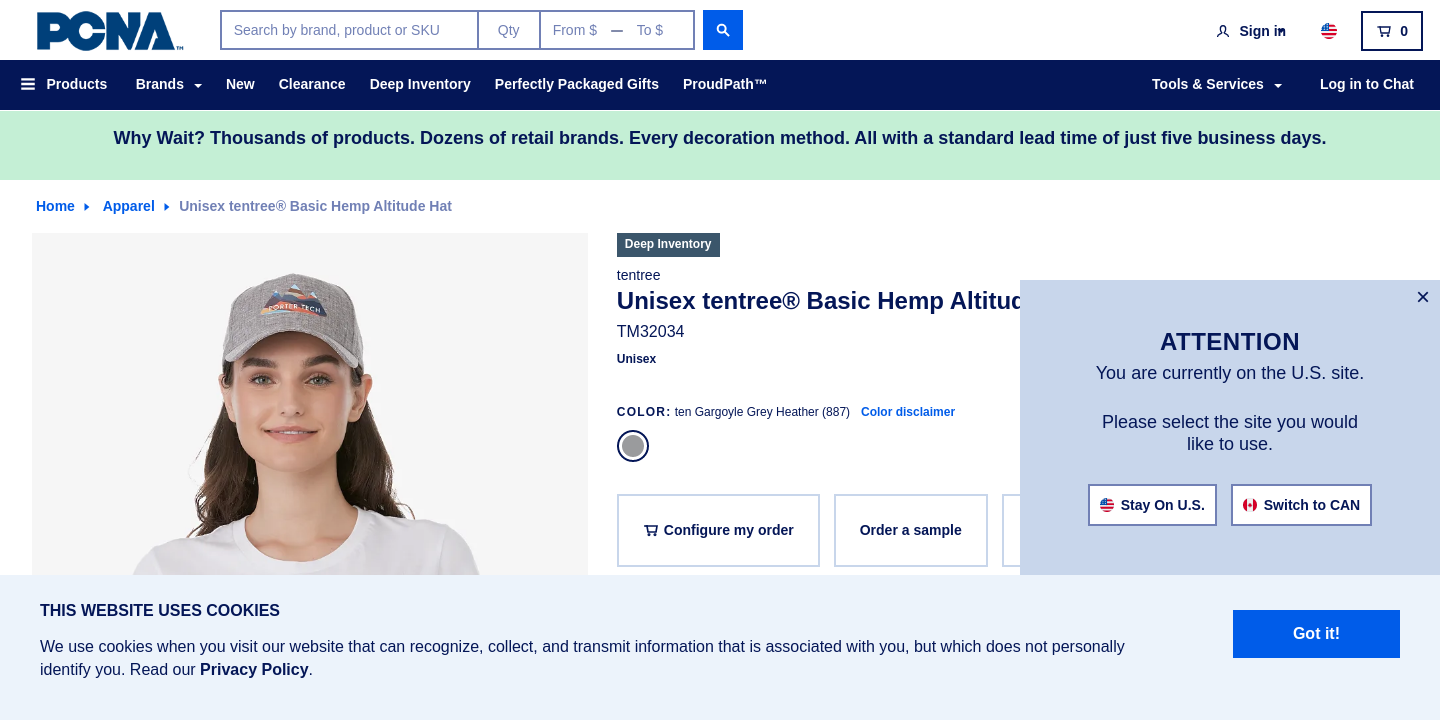 PCNA™
Search by brand, product or SKU
Qty
From $ — To $
Sign in
0
Products
Brands
New
Clearance
Deep Inventory
Perfectly Packaged Gifts
ProudPath™
Tools & Services
Log in to Chat
Why Wait? Thousands of products. Dozens of retail brands. Every decoration method. All with a standard lead time of just five business days.
Home
Apparel
Unisex tentree® Basic Hemp Altitude Hat
PORTER TECH
Deep Inventory
tentree
Unisex tentree® Basic Hemp Altitud
TM32034
Unisex
COLOR: ten Gargoyle Grey Heather (887)
Color disclaimer
Configure my order
Order a sample
×
ATTENTION
You are currently on the U.S. site.
Please select the site you would
like to use.
Stay On U.S.
Switch to CAN
THIS WEBSITE USES COOKIES
We use cookies when you visit our website that can recognize, collect, and transmit information that is associated with you, but which does not personally
identify you. Read our Privacy Policy.
Got it!